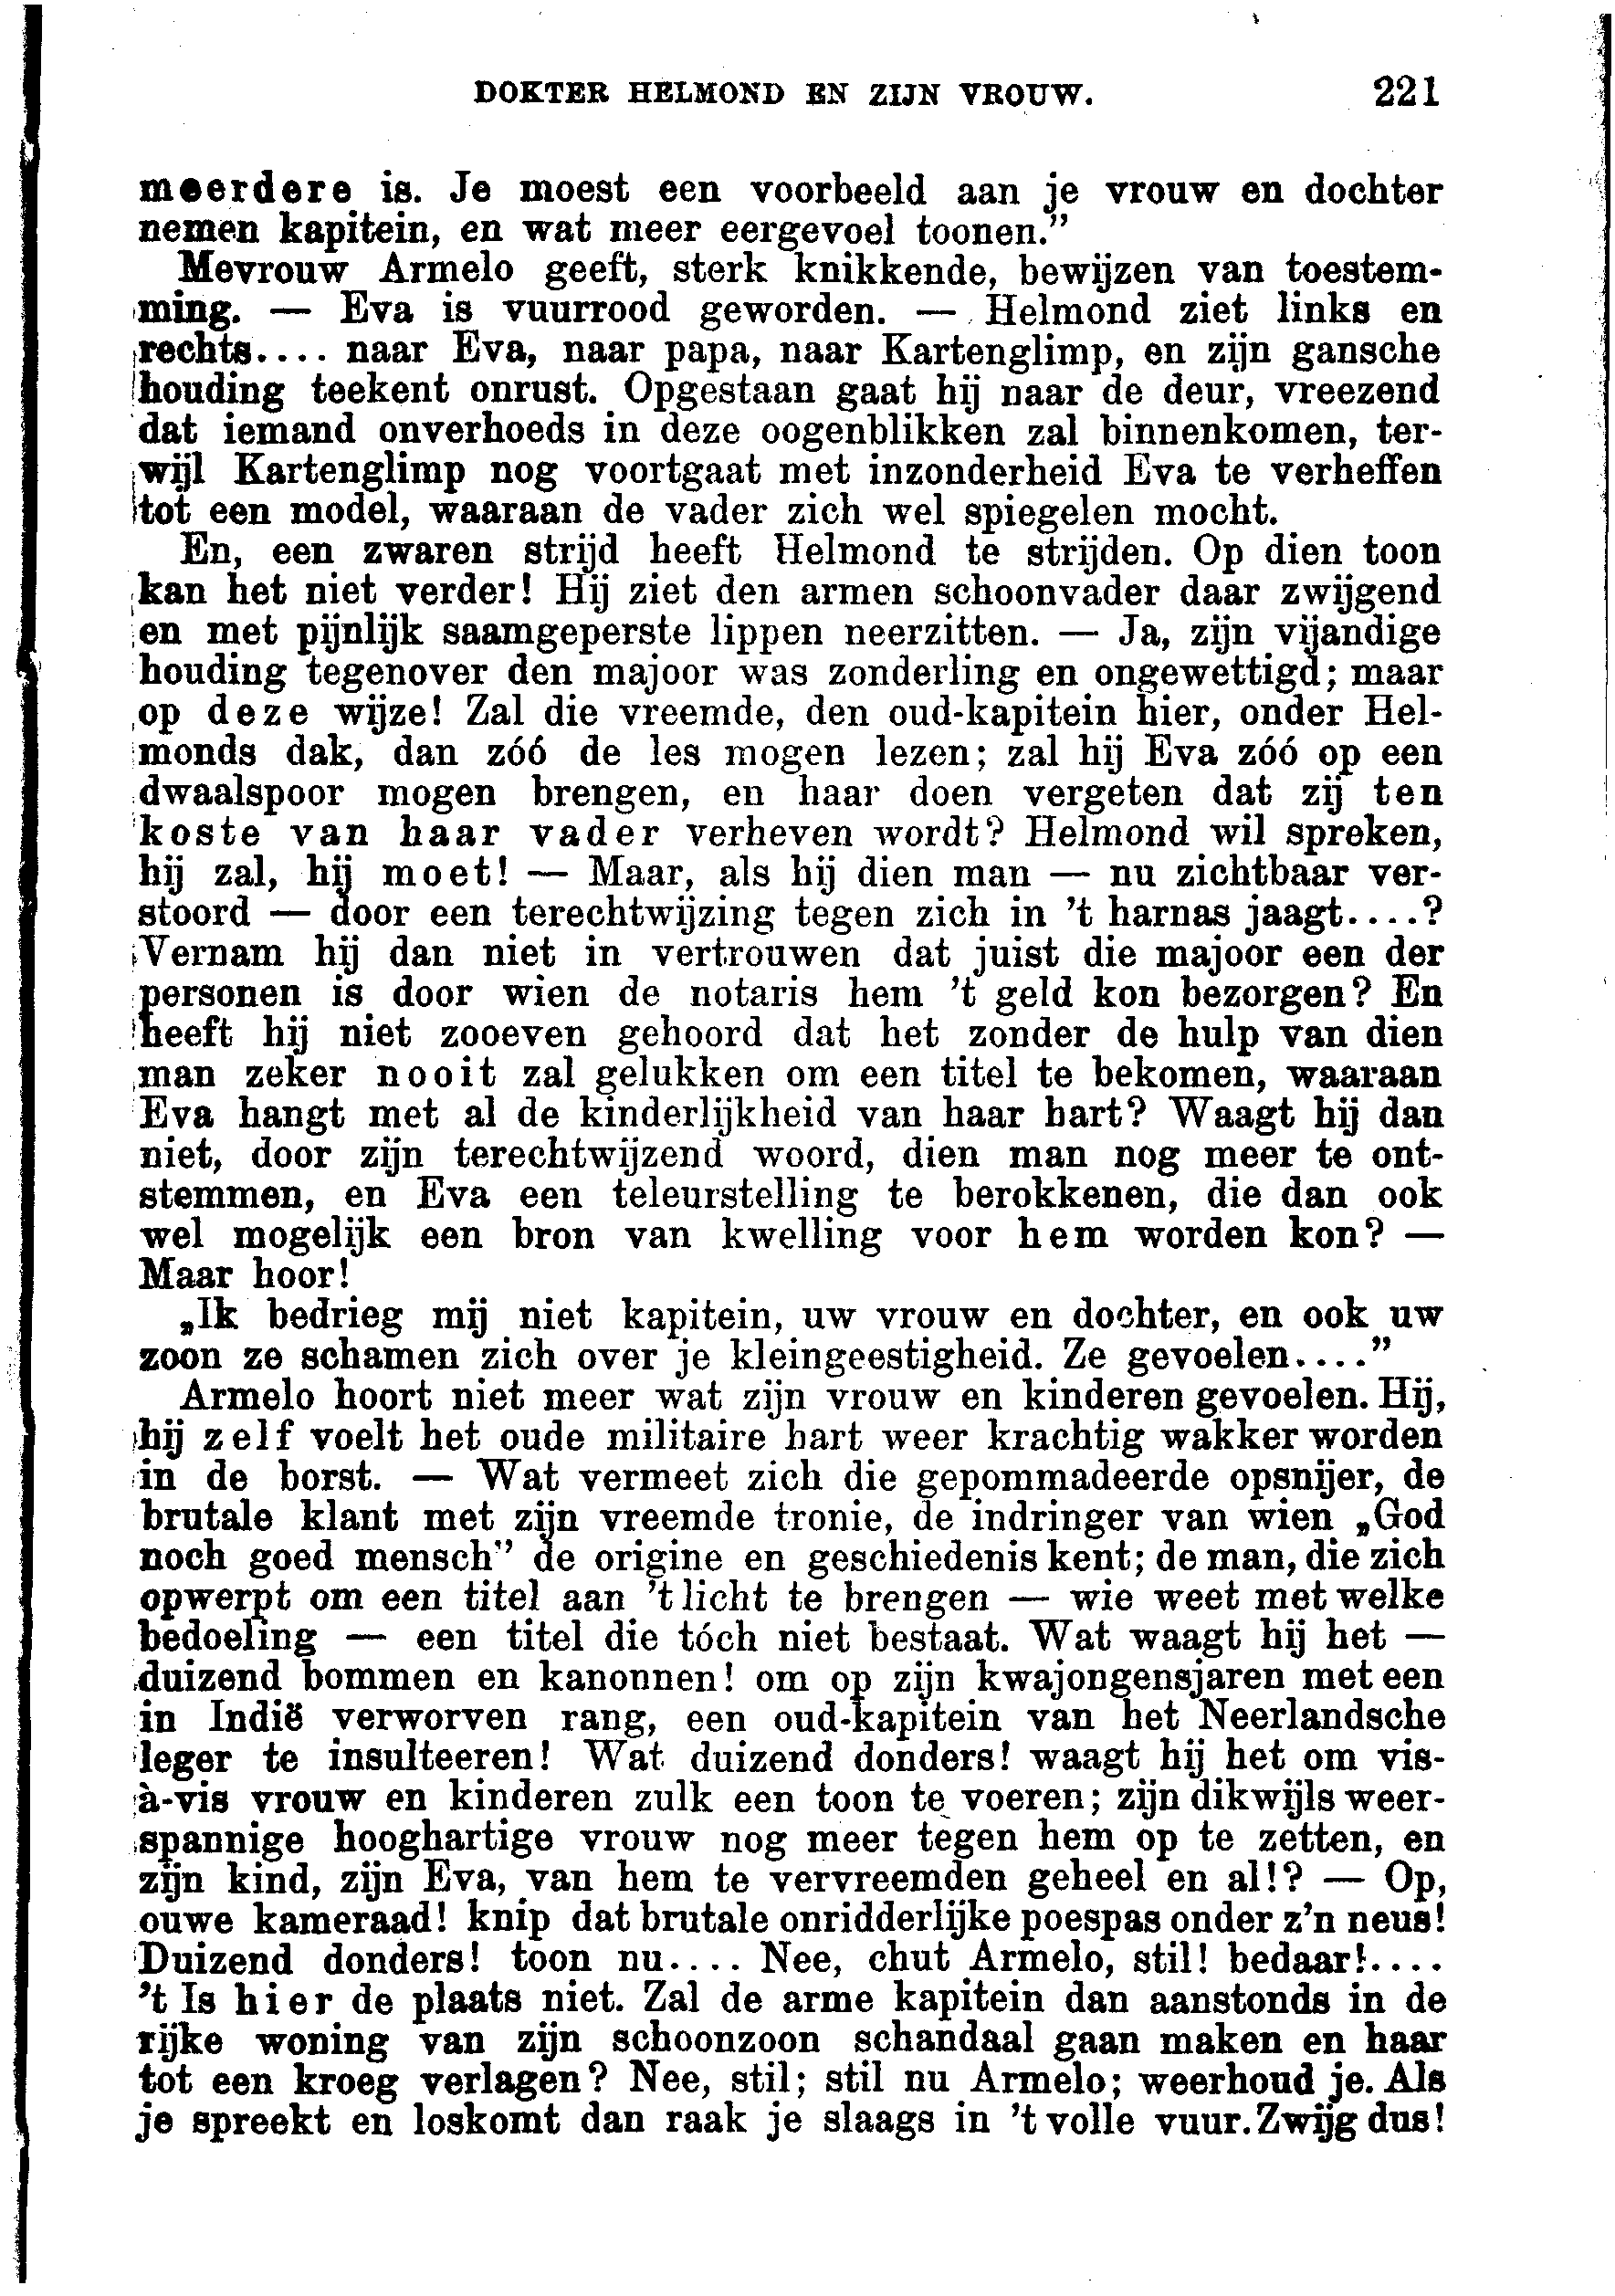 DOKTER HELMOND EN ZIJN VROUW. 221
meerdere is. Je moest een voorbeeld aan je vrouw en dochter
nemen kapitein, en wat meer eergevoel toonen.”
Mevrouw Armelo geeft, sterk knikkende, bewijzen van toestem-
ming. — Eva is vuurrood geworden. — Helmond ziet links en
rechts.... naar Eva, naar papa, naar Kartenglimp, en zijn gansche
houding teekent onrust. Opgestaan gaat hij naar de deur, vreezend
dat iemand onverhoeds in deze oogenblikken zal binnenkomen, ter-
wijl Kartenglimp nog voortgaat met inzonderheid Eva te verheffen
tot een model, waaraan de vader zich wel spiegelen mocht.
En, een zwaren strijd heeft Helmond te strijden. Op dien toon
kan het niet verder! Hij ziet den armen schoonvader daar zwijgend
en met pijnlijk saamgeperste lippen neerzitten. — Ja, zijn vijandige
houding tegenover den majoor was zonderling en ongewettigd; maar
op deze wijze! Zal die vreemde, den oud-kapitein hier, onder Hel-
monds dak, dan zóó de les mogen lezen; zal hij Eva zóó op een
dwaalspoor mogen brengen, en haar doen vergeten dat zij ten
koste van haar vader verheven wordt? Helmond wil spreken,
hij zal, hij moet! — Maar, als hij dien man — nu zichtbaar ver-
stoord — door een terechtwijzing tegen zich in ’t harnas jaagt....?
Vernam hij dan niet in vertrouwen dat juist die majoor een der
personen is door wien de notaris hem ’t geld kon bezorgen? En
heeft hij niet zooeven gehoord dat het zonder de hulp van dien
man zeker nooit zal gelukken om een titel te bekomen, waaraan
Eva hangt met al de kinderlijkheid van haar hart? Waagt hij dan
niet, door zijn terechtwijzend woord, dien man nog meer te ont-
stemmen, en Eva een teleurstelling te berokkenen, die dan ook
wel mogelijk een bron van kwelling voor hem worden kon? —
Maar hoor!
„Ik bedrieg mij niet kapitein, uw vrouw en dochter, en ook uw
zoon ze schamen zich over je kleingeestigheid. Ze gevoelen....”
Armelo hoort niet meer wat zijn vrouw en kinderen gevoelen. Hij,
hij zelf voelt het oude militaire hart weer krachtig wakker worden
in de borst. — Wat vermeet zich die gepommadeerde opsnijer, de
brutale klant met zijn vreemde tronie, de indringer van wien „God
noch goed mensch” de origine en geschiedenis kent; de man, die zich
opwerpt om een titel aan ’t licht te brengen — wie weet met welke
bedoeling — een titel die tóch niet bestaat. Wat waagt hij het —
duizend bommen en kanonnen! om op zijn kwajongensjaren met een
in Indië verworven rang, een oud-kapitein van het Neerlandsche
leger te insulteeren! Wat duizend donders! waagt hij het om vis-
à-vis vrouw en kinderen zulk een toon te voeren; zijn dikwijls weer-
spannige hooghartige vrouw nog meer tegen hem op te zetten, en
zijn kind, zijn Eva, van hem te vervreemden geheel en al!? — Op,
ouwe kameraad! knip dat brutale onridderlijke poespas onder z’n neus!
Duizend donders! toon nu.... Nee, chut Armelo, stil! bedaar!....
’t Is hier de plaats niet. Zal de arme kapitein dan aanstonds in de
rijke woning van zijn schoonzoon schandaal gaan maken en haar
tot een kroeg verlagen? Nee, stil; stil nu Armelo; weerhoud je. Als
je spreekt en loskomt dan raak je slaags in ’t volle vuur. Zwijg dus!